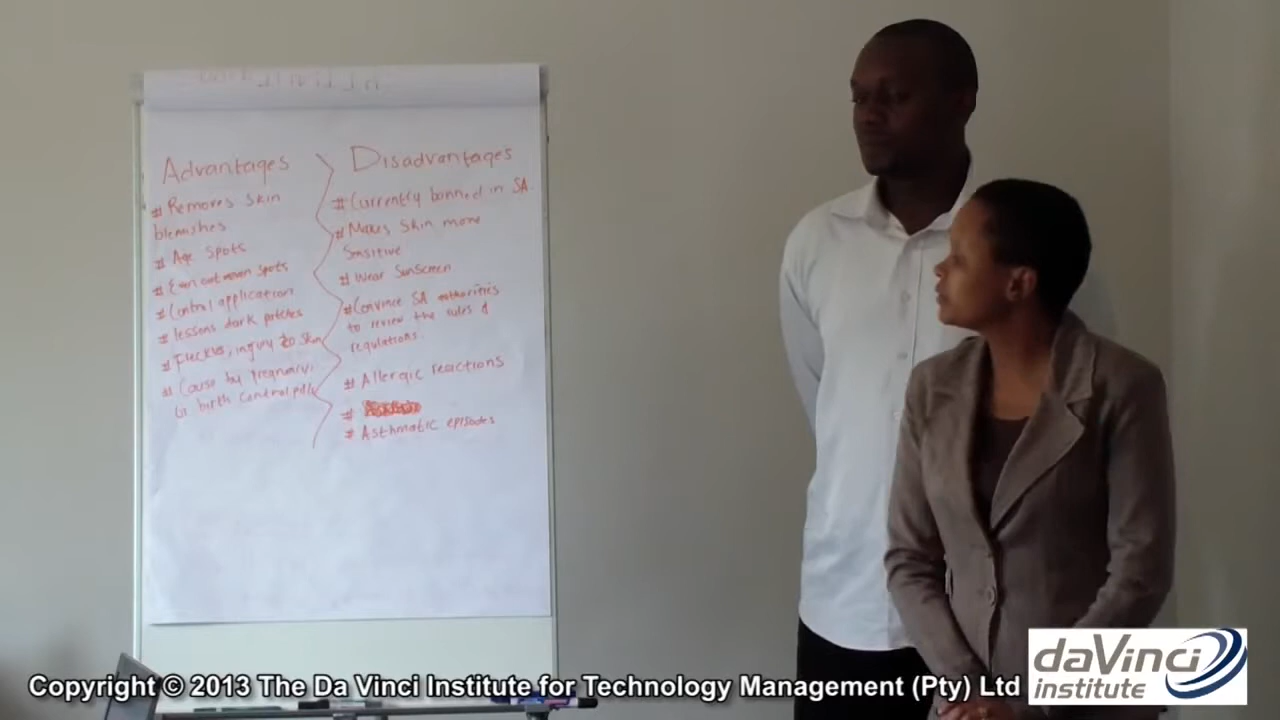 Advantages
# Removes Skin
blemishes
# Age Spots
# Even out spots
# Control application
# lessons dark patches
# Fleckles, injury to Skin
# Cause by Pregnancy
birth Control pills
Disadvantages
# Currently banned in SA
# Makes Skin more
Sensitive
# Wear Sunscreen
# Convince SA authorities
to review the rules &
regulations.
# Allergic reactions
#
# Asthmatic episodes
Copyright © 2013 The Da Vinci Institute for Technology Management (Pty) Ltd
daVinci
institute